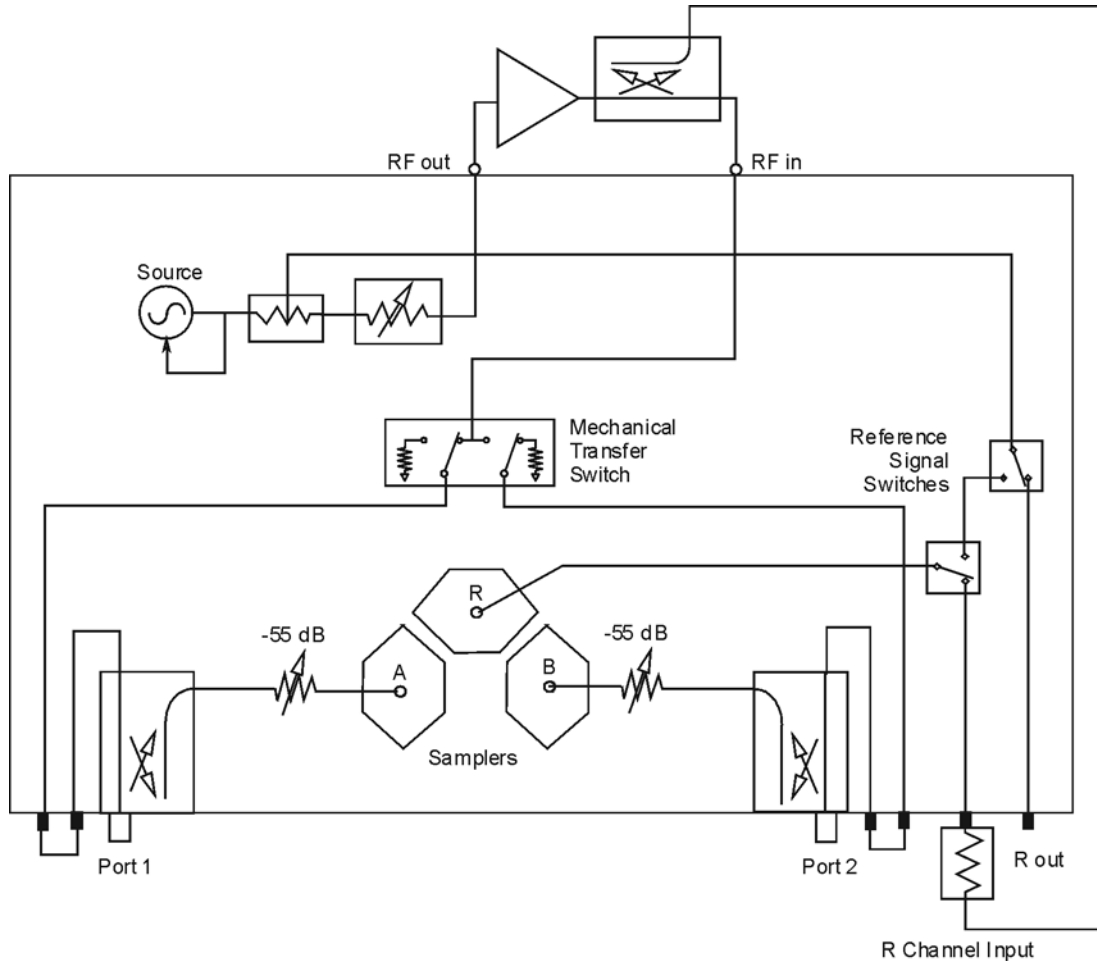 RF out
RF in
Source
Mechanical
Transfer
Switch
Reference
Signal
Switches
R
-55 dB
-55 dB
A
B
Samplers
Port 1
Port 2
R out
R Channel Input